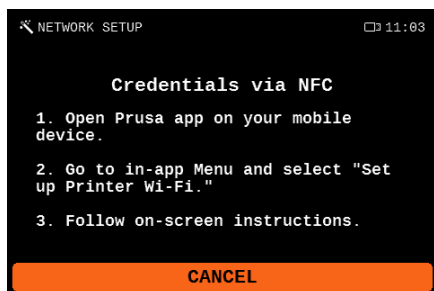 NETWORK SETUP 11:03
Credentials via NFC
1. Open Prusa app on your mobile
device.
2. Go to in-app Menu and select "Set
up Printer Wi-Fi."
3. Follow on-screen instructions.
CANCEL